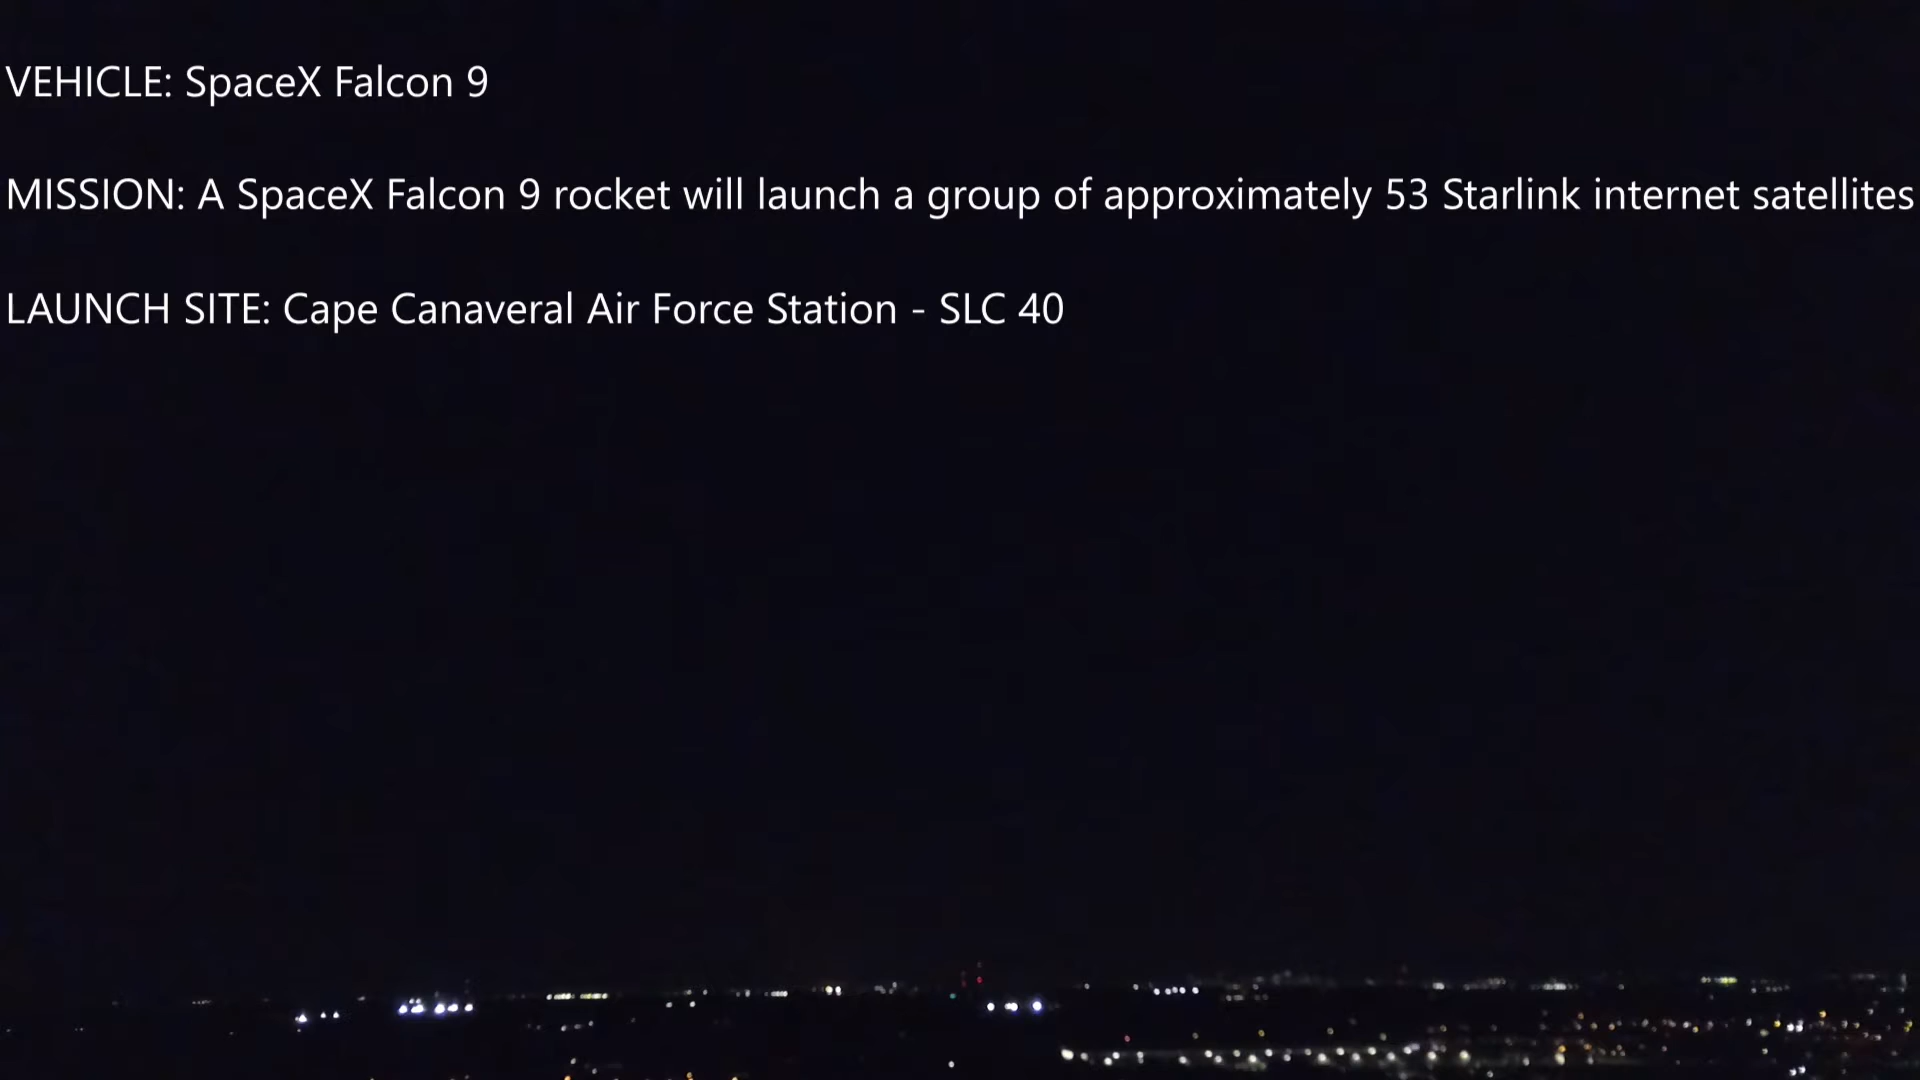 VEHICLE: SpaceX Falcon 9
MISSION: A SpaceX Falcon 9 rocket will launch a group of approximately 53 Starlink internet satellites
LAUNCH SITE: Cape Canaveral Air Force Station - SLC 40